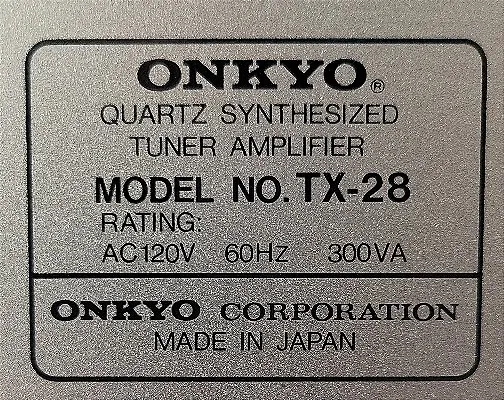 ONKYO®
QUARTZ SYNTHESIZED
TUNER AMPLIFIER
MODEL NO. TX-28
RATING:
AC120V 60Hz 300VA
ONKYO CORPORATION
MADE IN JAPAN